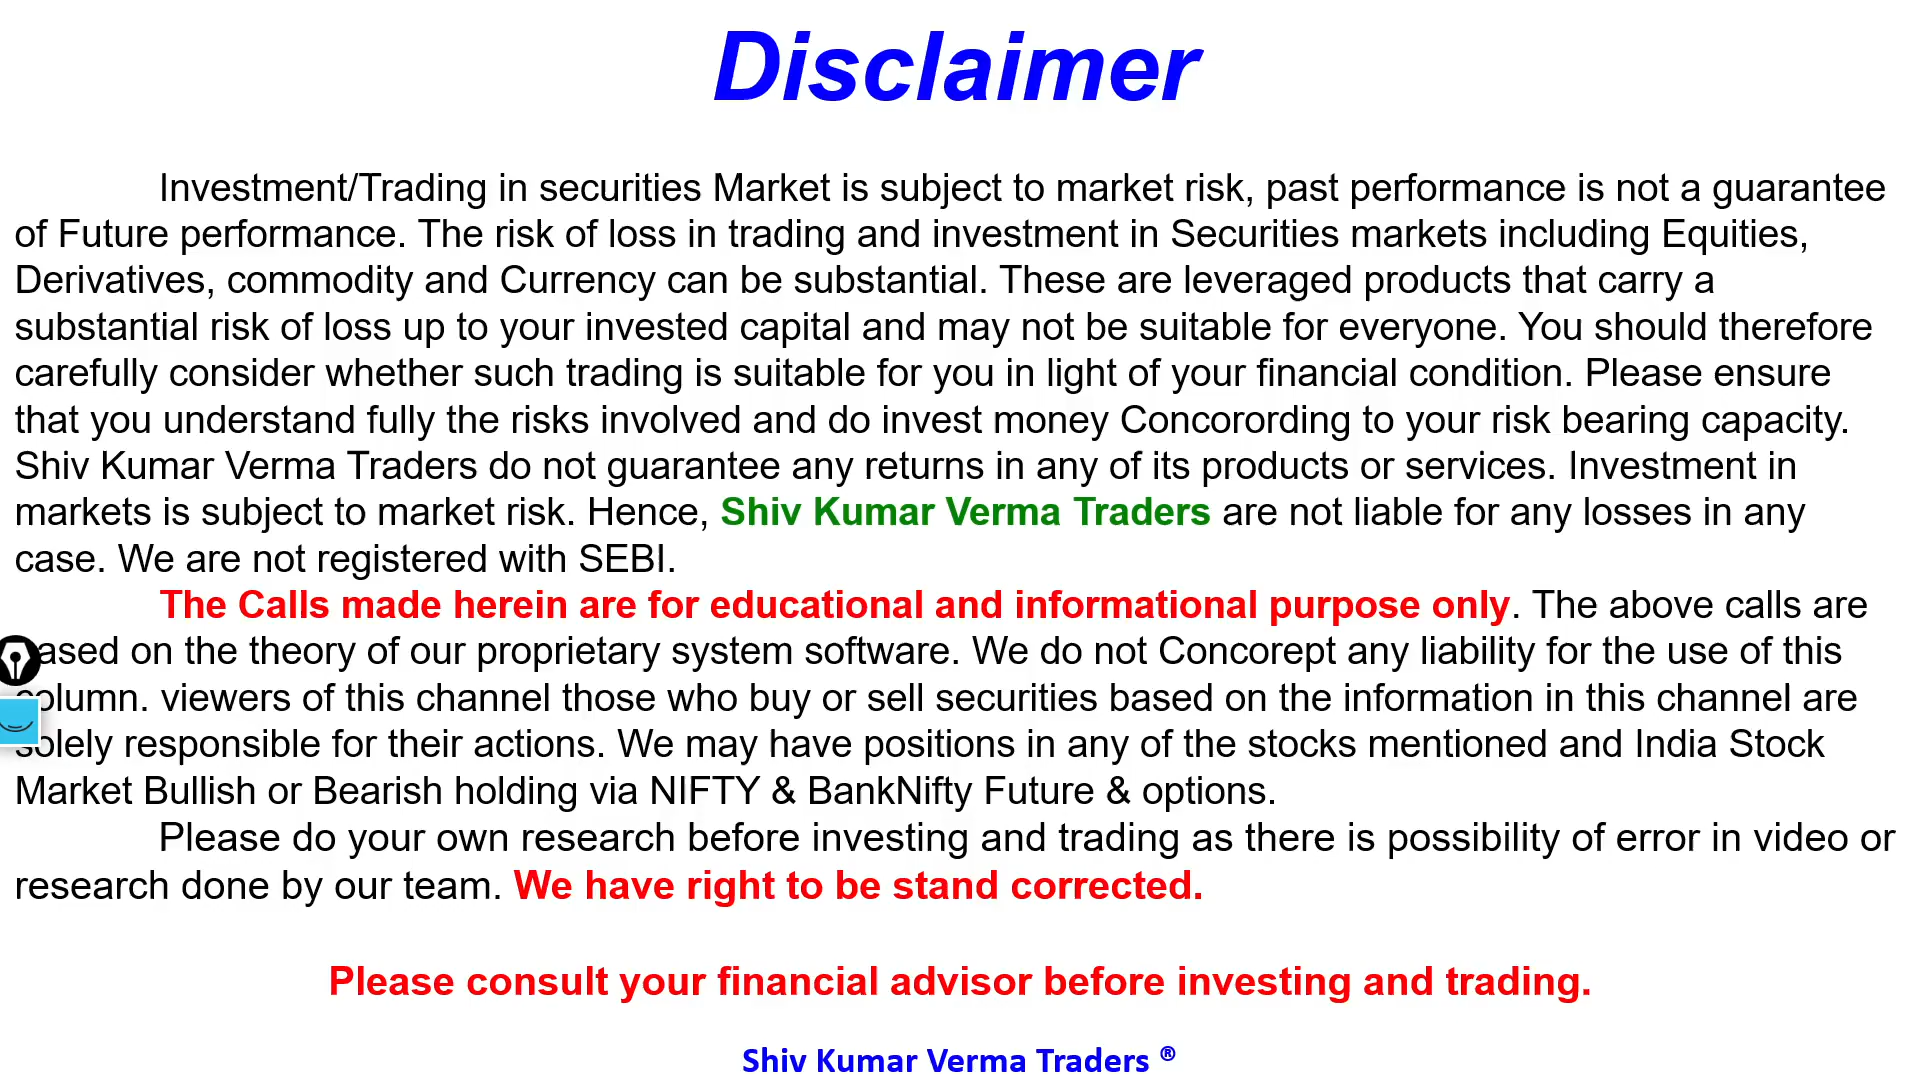 Disclaimer
Investment/Trading in securities Market is subject to market risk, past performance is not a guarantee
of Future performance. The risk of loss in trading and investment in Securities markets including Equities,
Derivatives, commodity and Currency can be substantial. These are leveraged products that carry a
substantial risk of loss up to your invested capital and may not be suitable for everyone. You should therefore
carefully consider whether such trading is suitable for you in light of your financial condition. Please ensure
that you understand fully the risks involved and do invest money Concorording to your risk bearing capacity.
Shiv Kumar Verma Traders do not guarantee any returns in any of its products or services. Investment in
markets is subject to market risk. Hence, Shiv Kumar Verma Traders are not liable for any losses in any
case. We are not registered with SEBI.
The Calls made herein are for educational and informational purpose only. The above calls are
ased on the theory of our proprietary system software. We do not Concorept any liability for the use of this
column. viewers of this channel those who buy or sell securities based on the information in this channel are
solely responsible for their actions. We may have positions in any of the stocks mentioned and India Stock
Market Bullish or Bearish holding via NIFTY & BankNifty Future & options.
Please do your own research before investing and trading as there is possibility of error in video or
research done by our team. We have right to be stand corrected.
Please consult your financial advisor before investing and trading.
Shiv Kumar Verma Traders ®